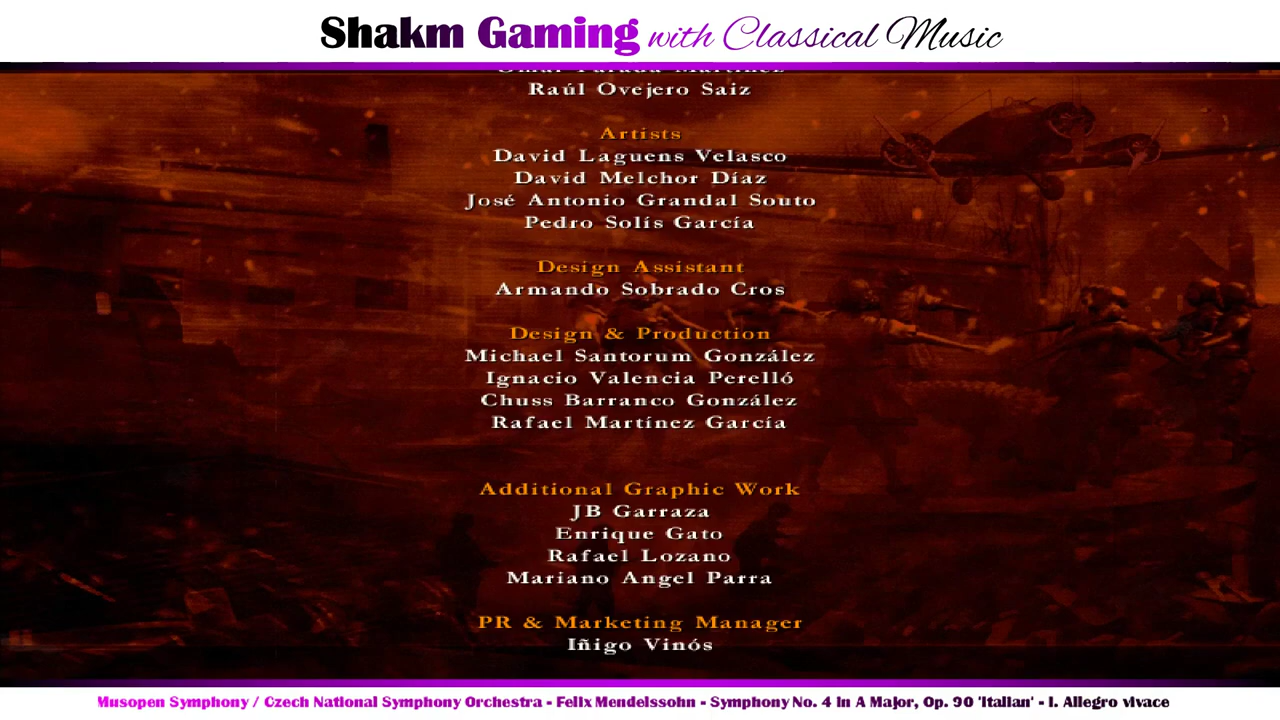 Shakm Gaming with Classical Music
Raúl Ovejero Saiz
Artists
David Laguens Velasco
David Melchor Díaz
José Antonio Grandal Souto
Pedro Solís García
Design Assistant
Armando Sobrado Cros
Design & Production
Michael Santorum González
Ignacio Valencia Perelló
Chuss Barranco González
Rafael Martínez García
Additional Graphic Work
JB Garraza
Enrique Gato
Rafael Lozano
Mariano Angel Parra
PR & Marketing Manager
Iñigo Vinós
Musopen Symphony / Czech National Symphony Orchestra - Felix Mendelssohn - Symphony No. 4 in A Major, Op. 90 'Italian' - I. Allegro vivace